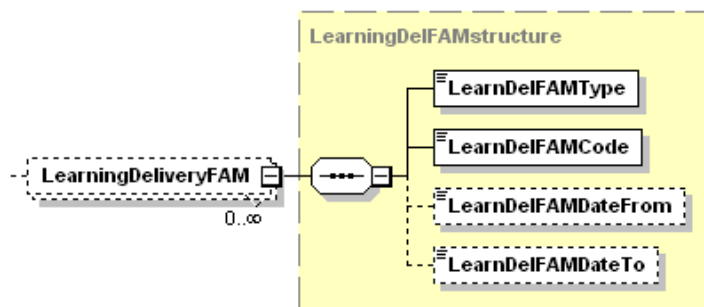 LearningDelFAMstructure
LearnDelFAMType
LearnDelFAMCode
LearningDeliveryFAM
0..∞
LearnDelFAMDateFrom
LearnDelFAMDateTo